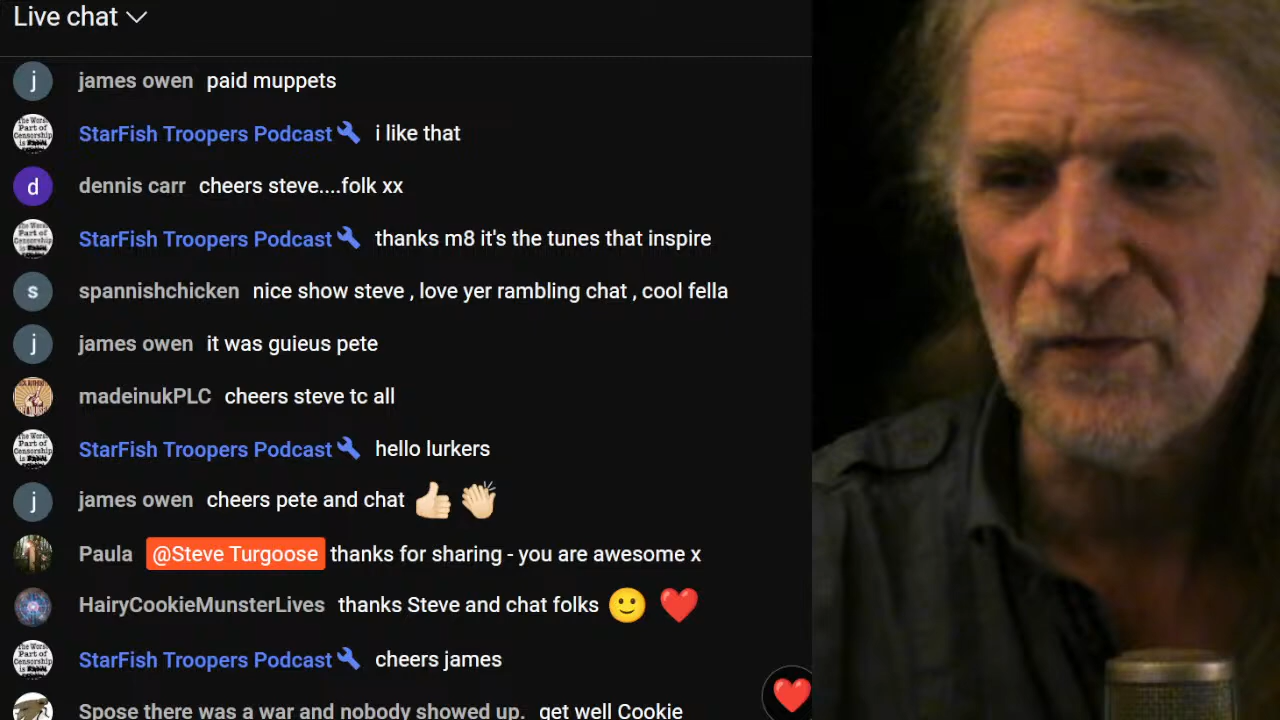 Live chat
j james owen paid muppets
StarFish Troopers Podcast i like that
d dennis carr cheers steve....folk xx
StarFish Troopers Podcast thanks m8 it's the tunes that inspire
s spannishchicken nice show steve , love yer rambling chat , cool fella
j james owen it was guieus pete
madeinukPLC cheers steve tc all
StarFish Troopers Podcast hello lurkers
j james owen cheers pete and chat 👍🏻 👏🏻
Paula @Steve Turgoose thanks for sharing - you are awesome x
HairyCookieMunsterLives thanks Steve and chat folks 🙂 ❤️
StarFish Troopers Podcast cheers james
Spose there was a war and nobody showed up. get well Cookie